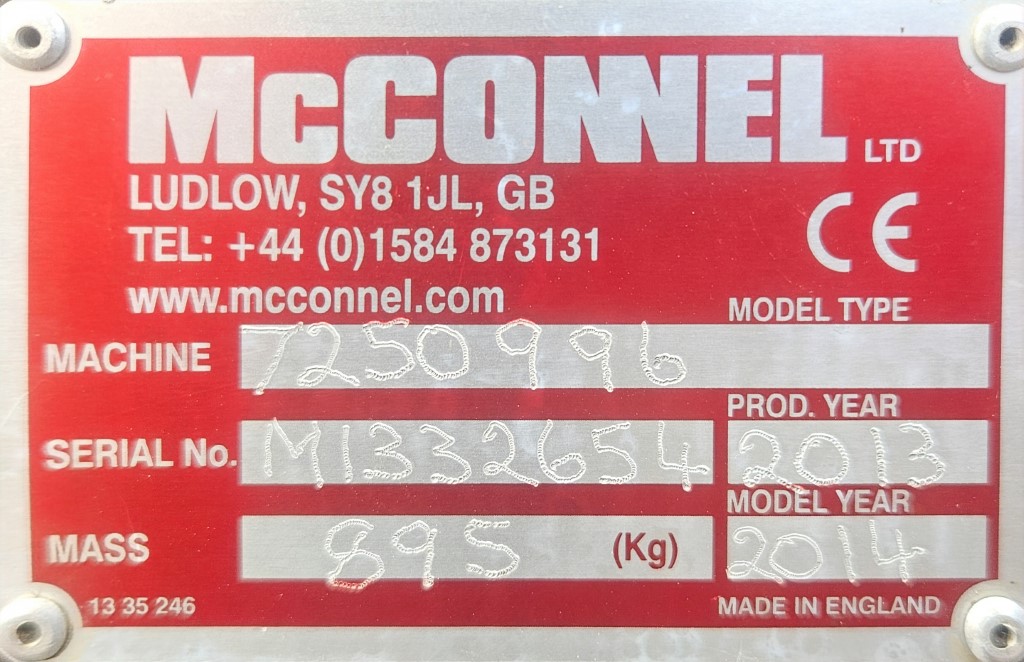 McCONNEL LTD
LUDLOW, SY8 1JL, GB
TEL: +44 (0)1584 873131
CE
www.mcconnel.com
MODEL TYPE
MACHINE 7250996
PROD. YEAR
SERIAL No. M1332654 2013
MODEL YEAR
MASS 895 (Kg) 2014
13 35 246 MADE IN ENGLAND